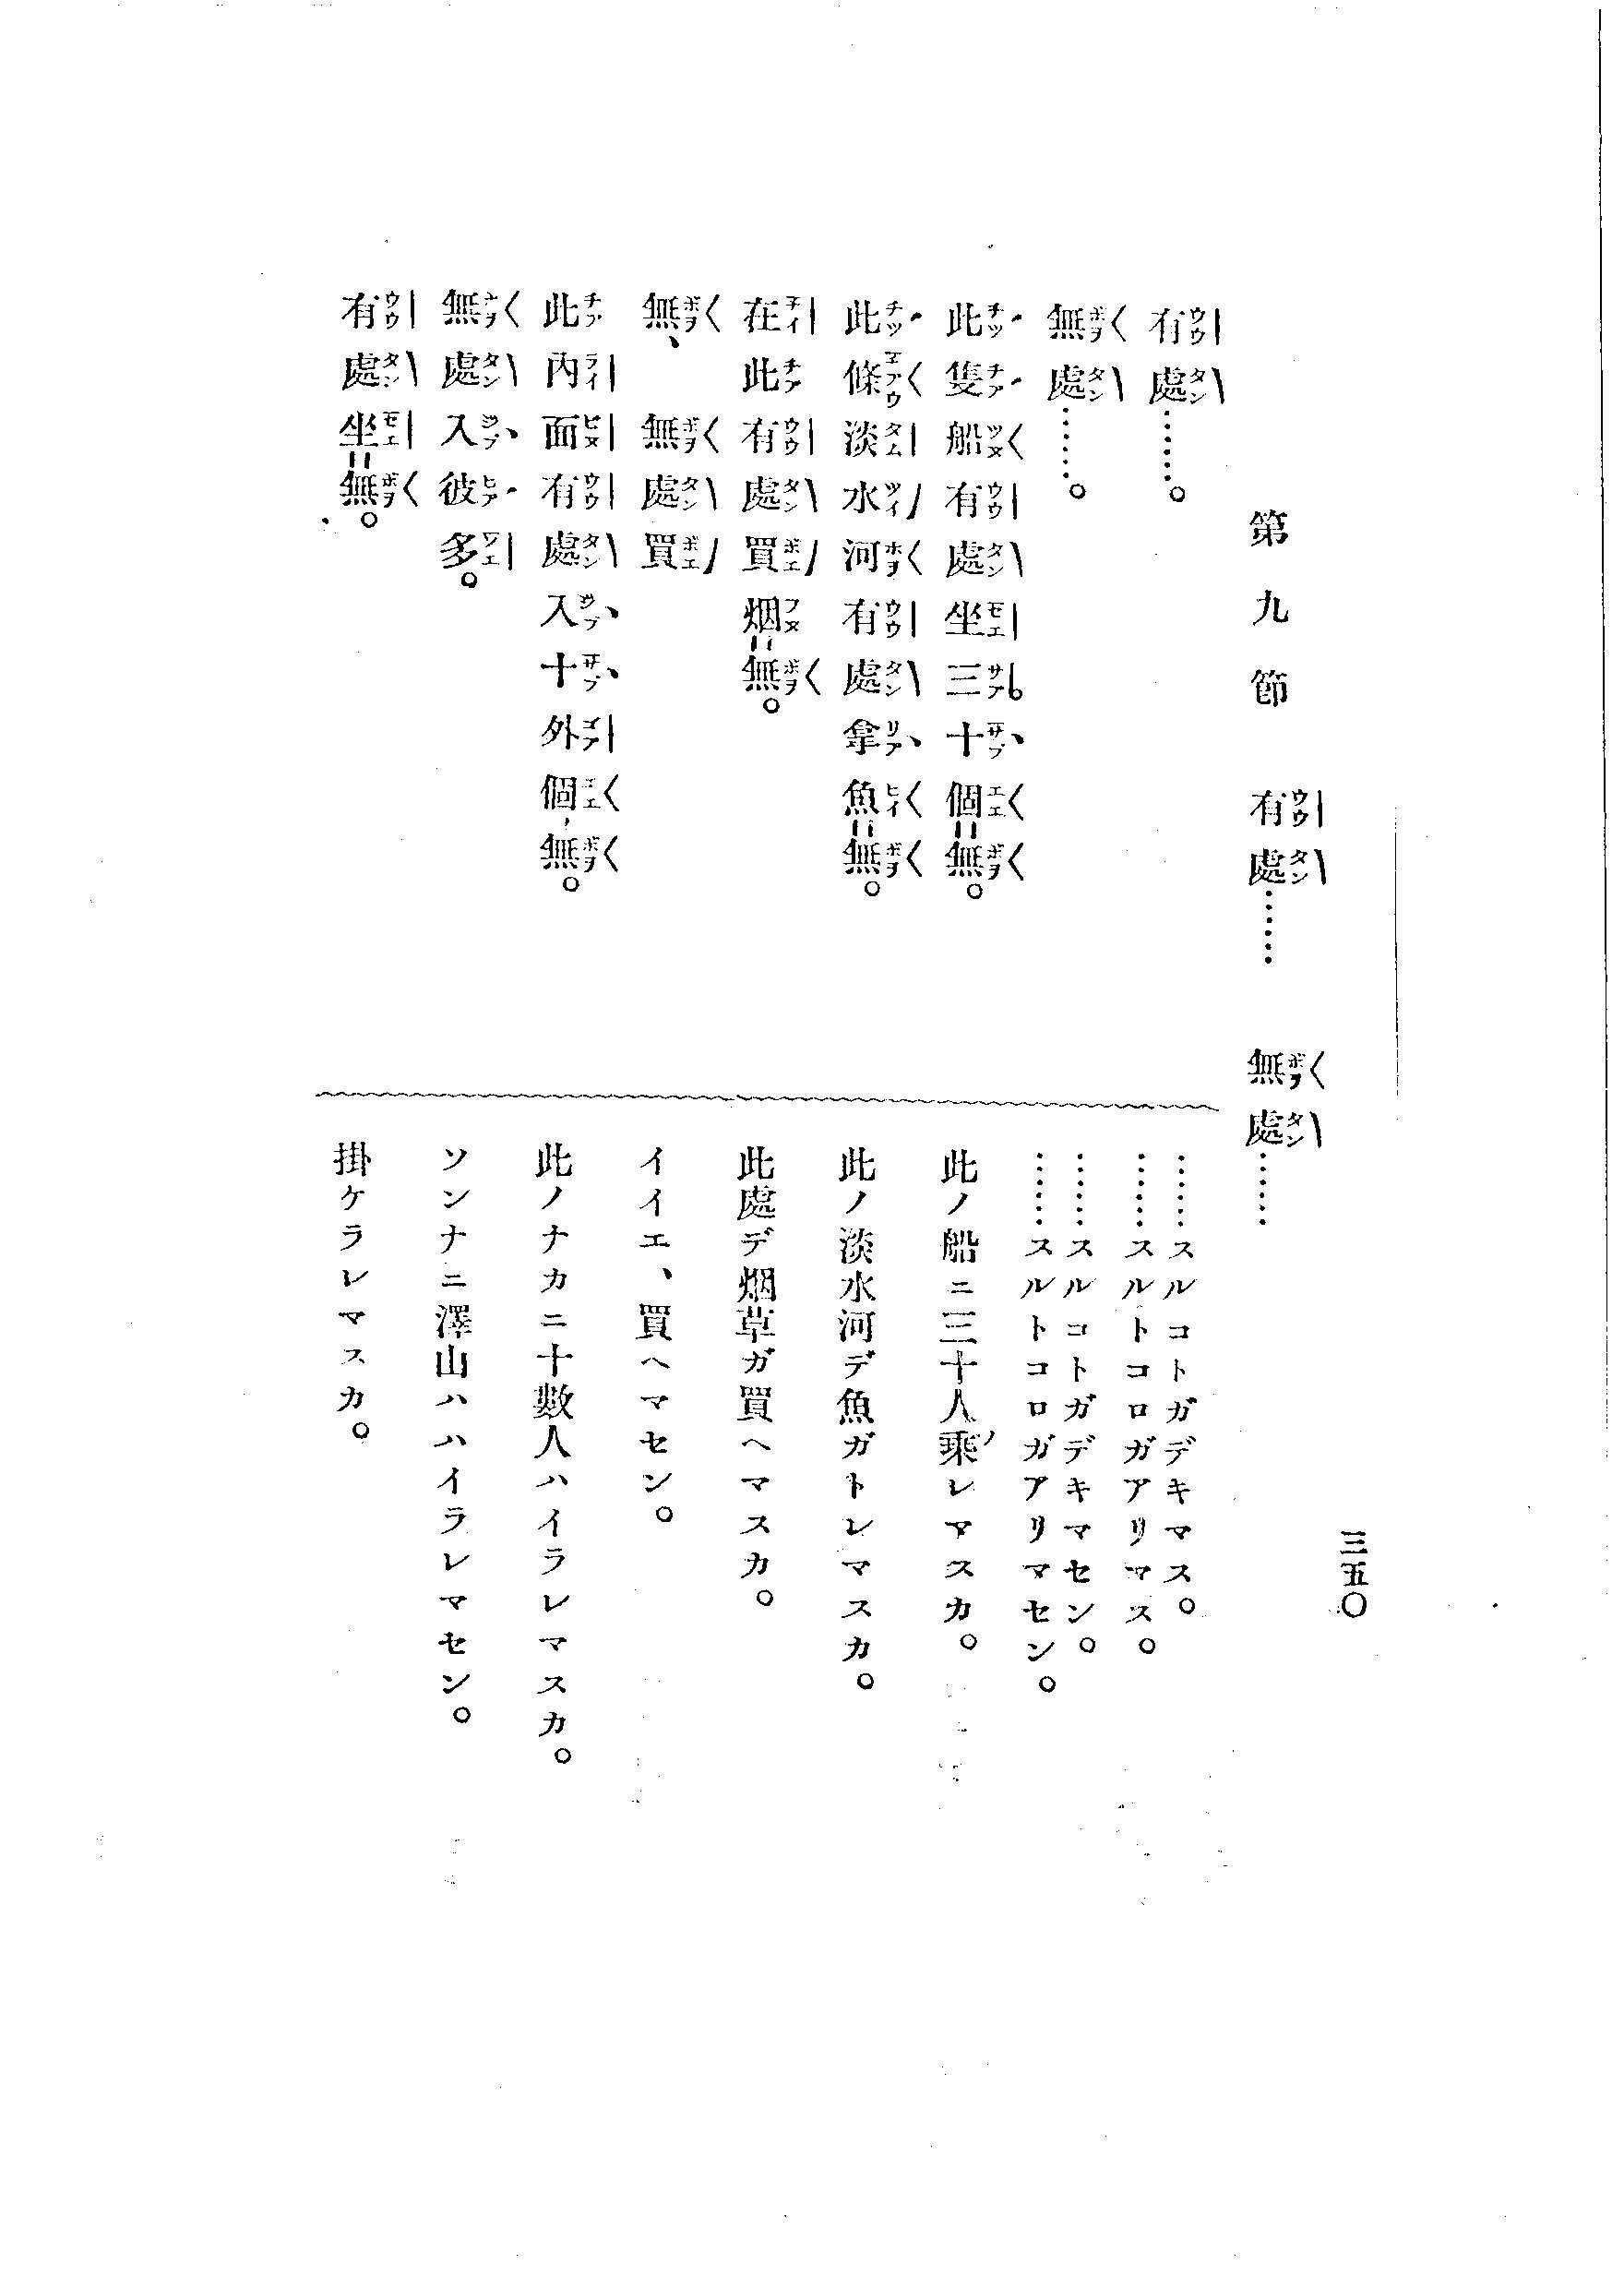 三五〇
第九節　有處……　無處……
有處……。
……スルコトガデキマス。
……スルトコロガアリマス。
無處……。
……スルコトガデキマセン。
……スルトコロガアリマセン。
此隻船有處坐三十個＝無。
此ノ船ニ三十人乘レマスカ。
此條淡水河有處拿魚＝無。
此ノ淡水河デ魚ガトレマスカ。
在此有處買烟＝無。
此處デ烟草ガ買ヘマスカ。
無、無處買
イイエ、買ヘマセン。
此內面有處入十外個，無。
此ノナカニ十數人ハイラレマスカ。
無處入彼多。
ソンナニ澤山ハハイラレマセン。
有處坐＝無。
掛ケラレマスカ。